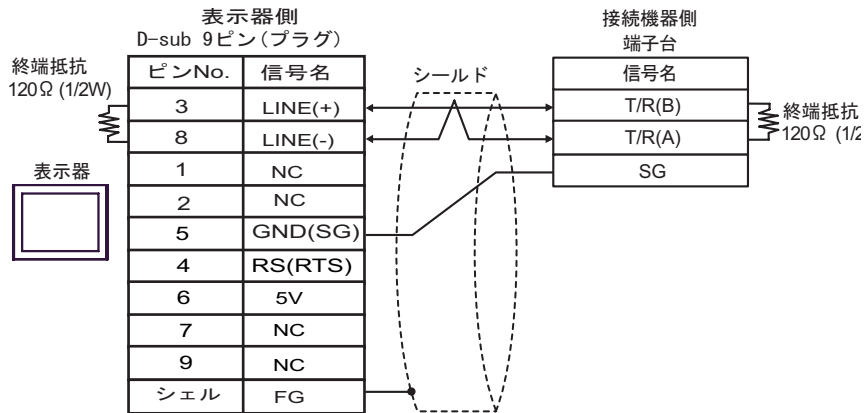 表示器側
D-sub 9ピン(プラグ)
接続機器側
端子台
終端抵抗
120Ω (1/2W)
ピンNo. 信号名
シールド
信号名
3 LINE(+)
T/R(B)
8 LINE(-)
T/R(A)
終端抵抗
120Ω (1/2
表示器
1 NC
SG
2 NC
5 GND(SG)
4 RS(RTS)
6 5V
7 NC
9 NC
シェル FG